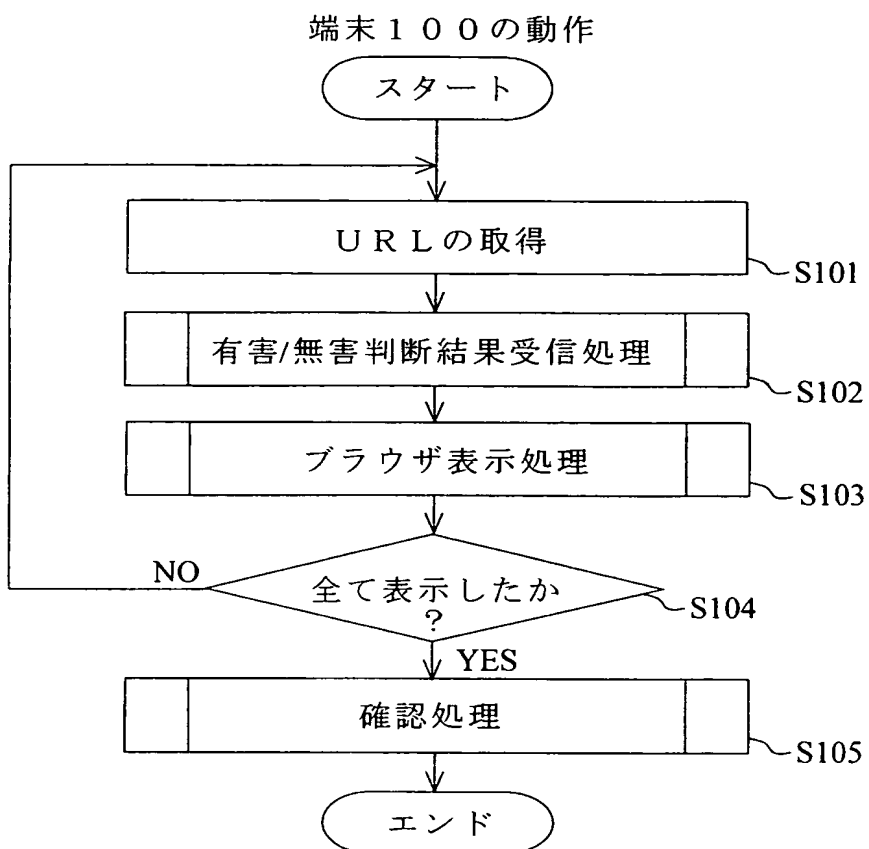 端末１００の動作
スタート
ＵＲＬの取得
S101
有害/無害判断結果受信処理
S102
ブラウザ表示処理
S103
NO
全て表示したか
？
S104
YES
確認処理
S105
エンド